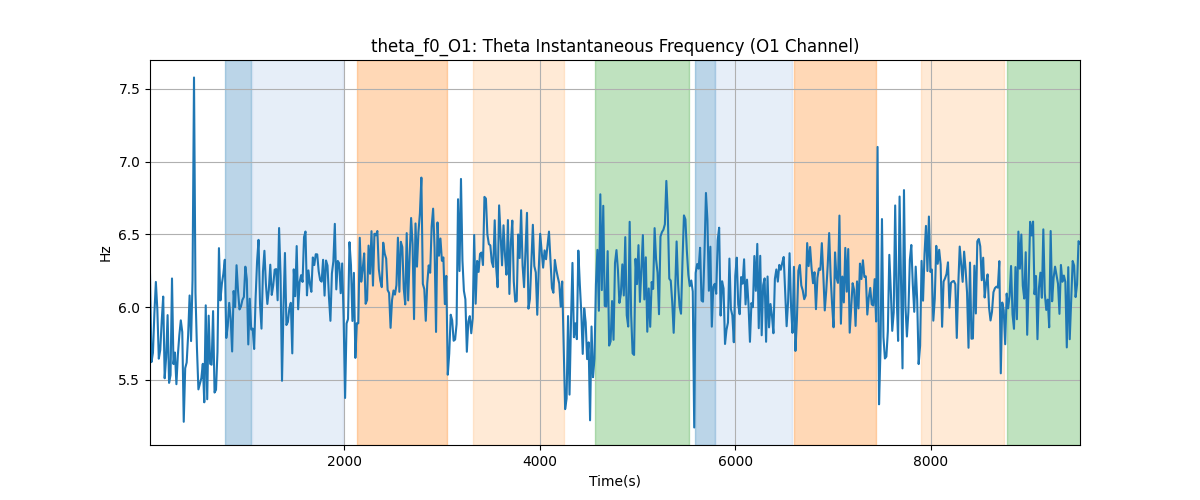 theta_f0_O1: Theta Instantaneous Frequency (O1 Channel)
7.5
7.0
6.5
6.0
5.5
Hz
2000 4000 6000 8000
Time(s)